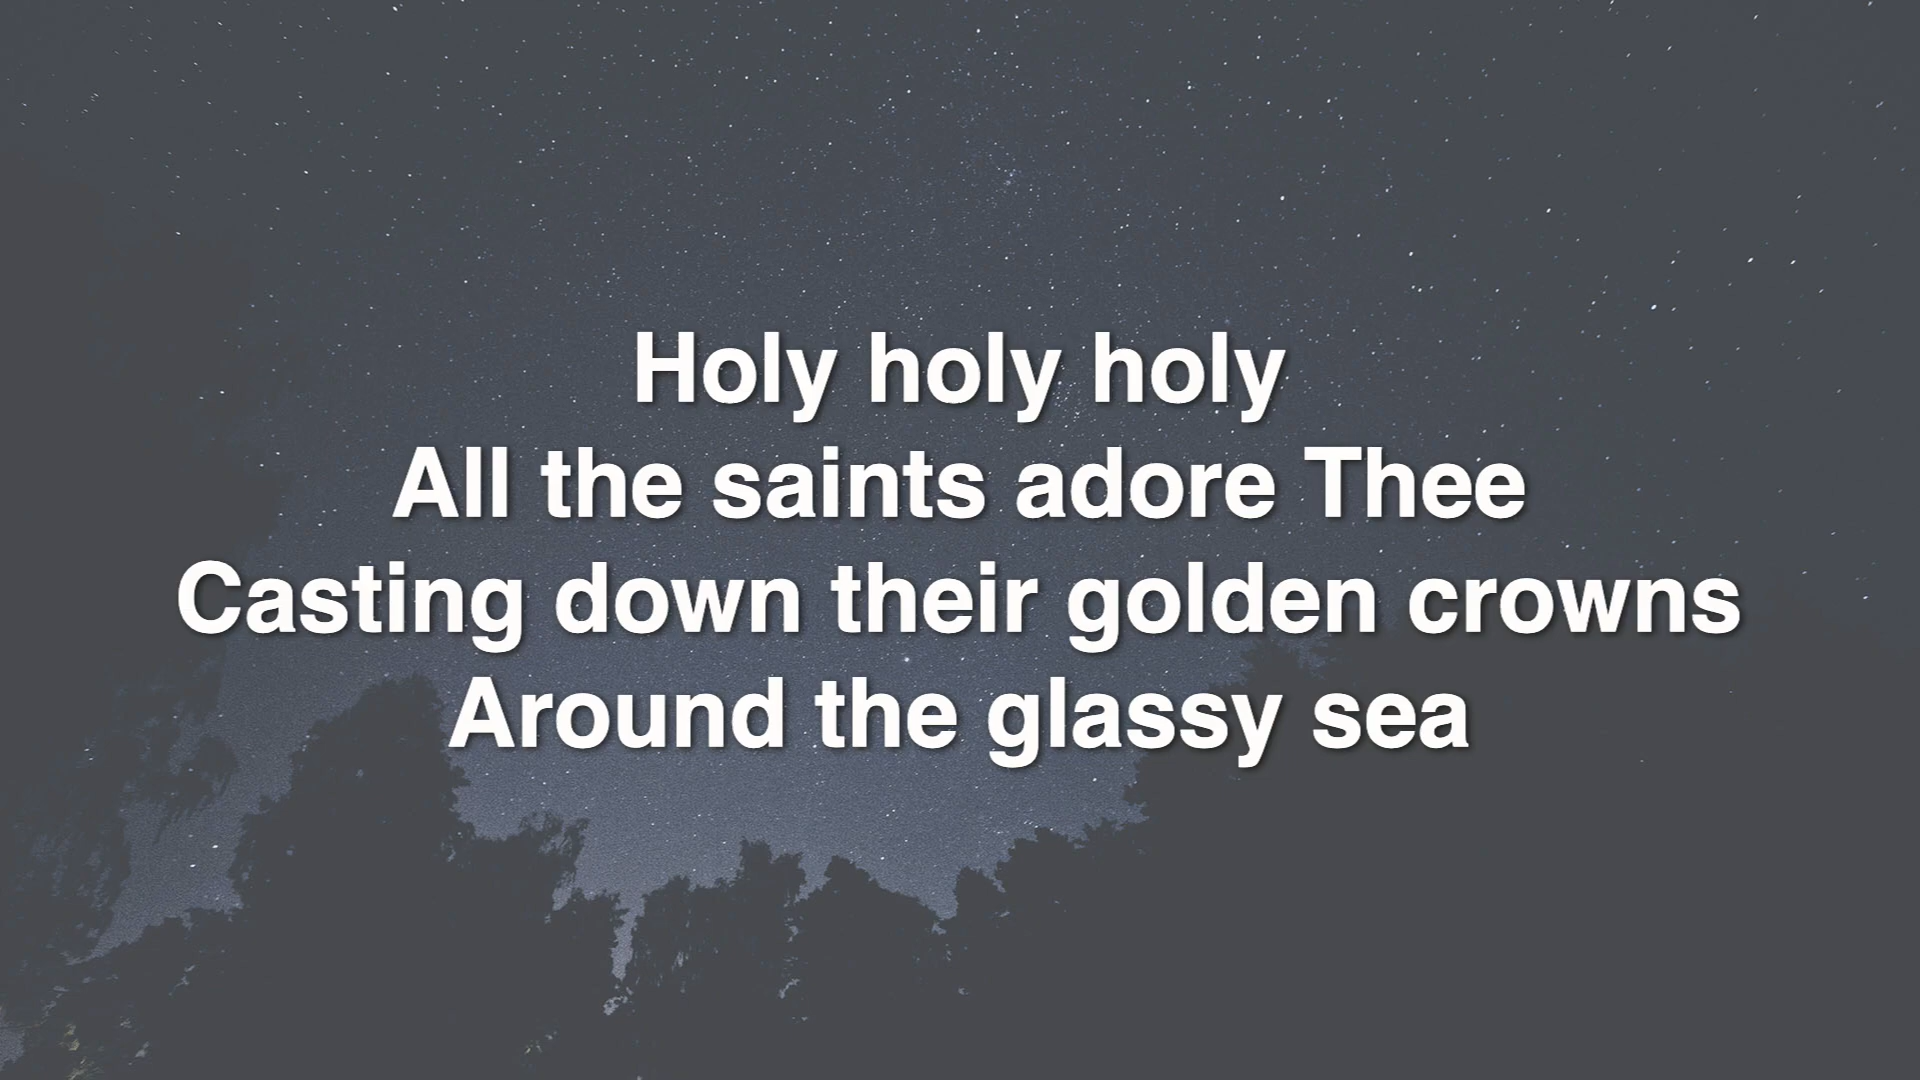 Holy holy holy
All the saints adore Thee
Casting down their golden crowns
Around the glassy sea